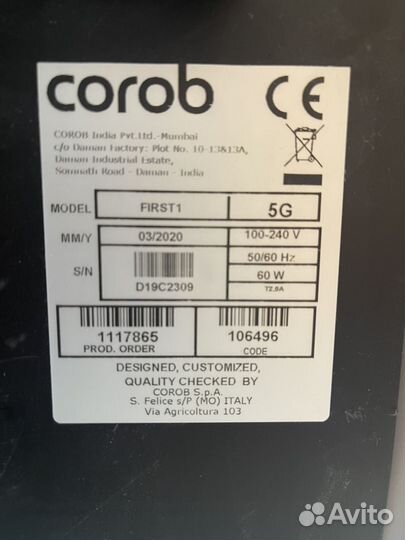 corob CE
COROB India Pvt.Ltd.-Mumbai
c/o Daman Factory: Plot No. 10-13&13A,
Daman Industrial Estate,
Somnath Road - Daman - India
MODEL FIRST1 5G
MM/Y 03/2020 100-240 V
50/60 Hz
S/N D19C2309 60 W
T2,5A
1117865 106496
PROD. ORDER CODE
DESIGNED, CUSTOMIZED,
QUALITY CHECKED BY
COROB S.p.A.
S. Felice s/P (MO) ITALY
Via Agricoltura 103
Avito